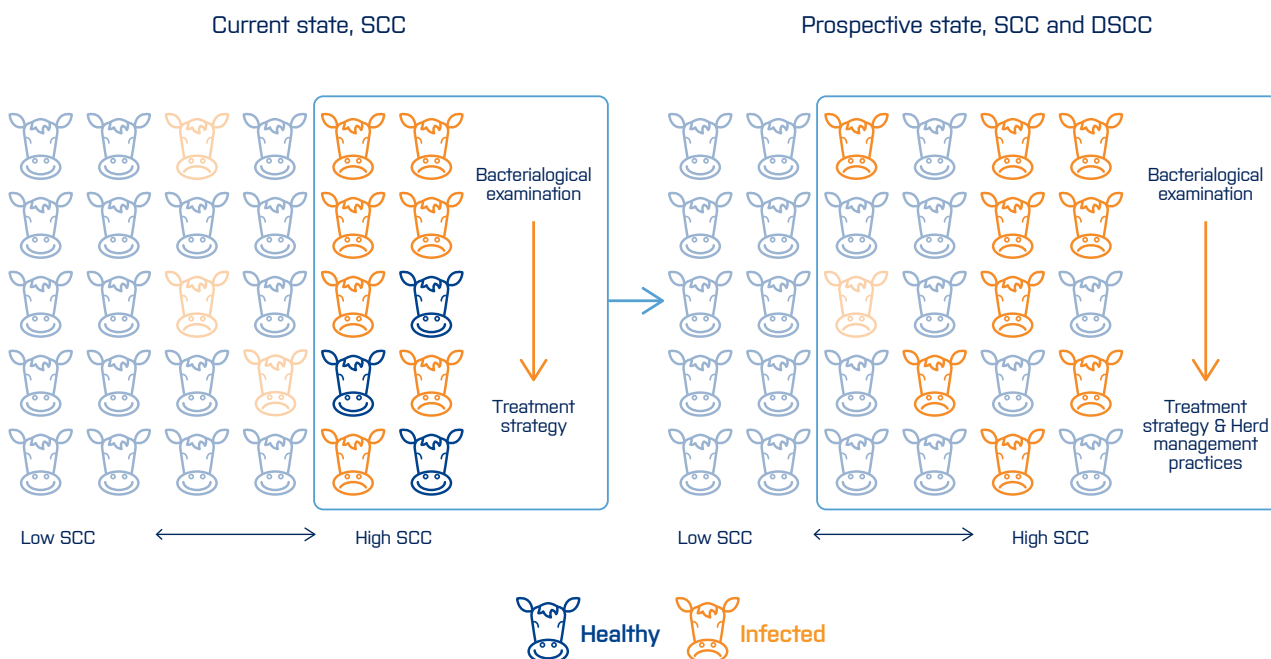 Current state, SCC
Prospective state, SCC and DSCC
Bacterialogical
examination
Treatment
strategy
Low SCC
High SCC
Bacterialogical
examination
Treatment
strategy & Herd
management
practices
Low SCC
High SCC
Healthy
Infected